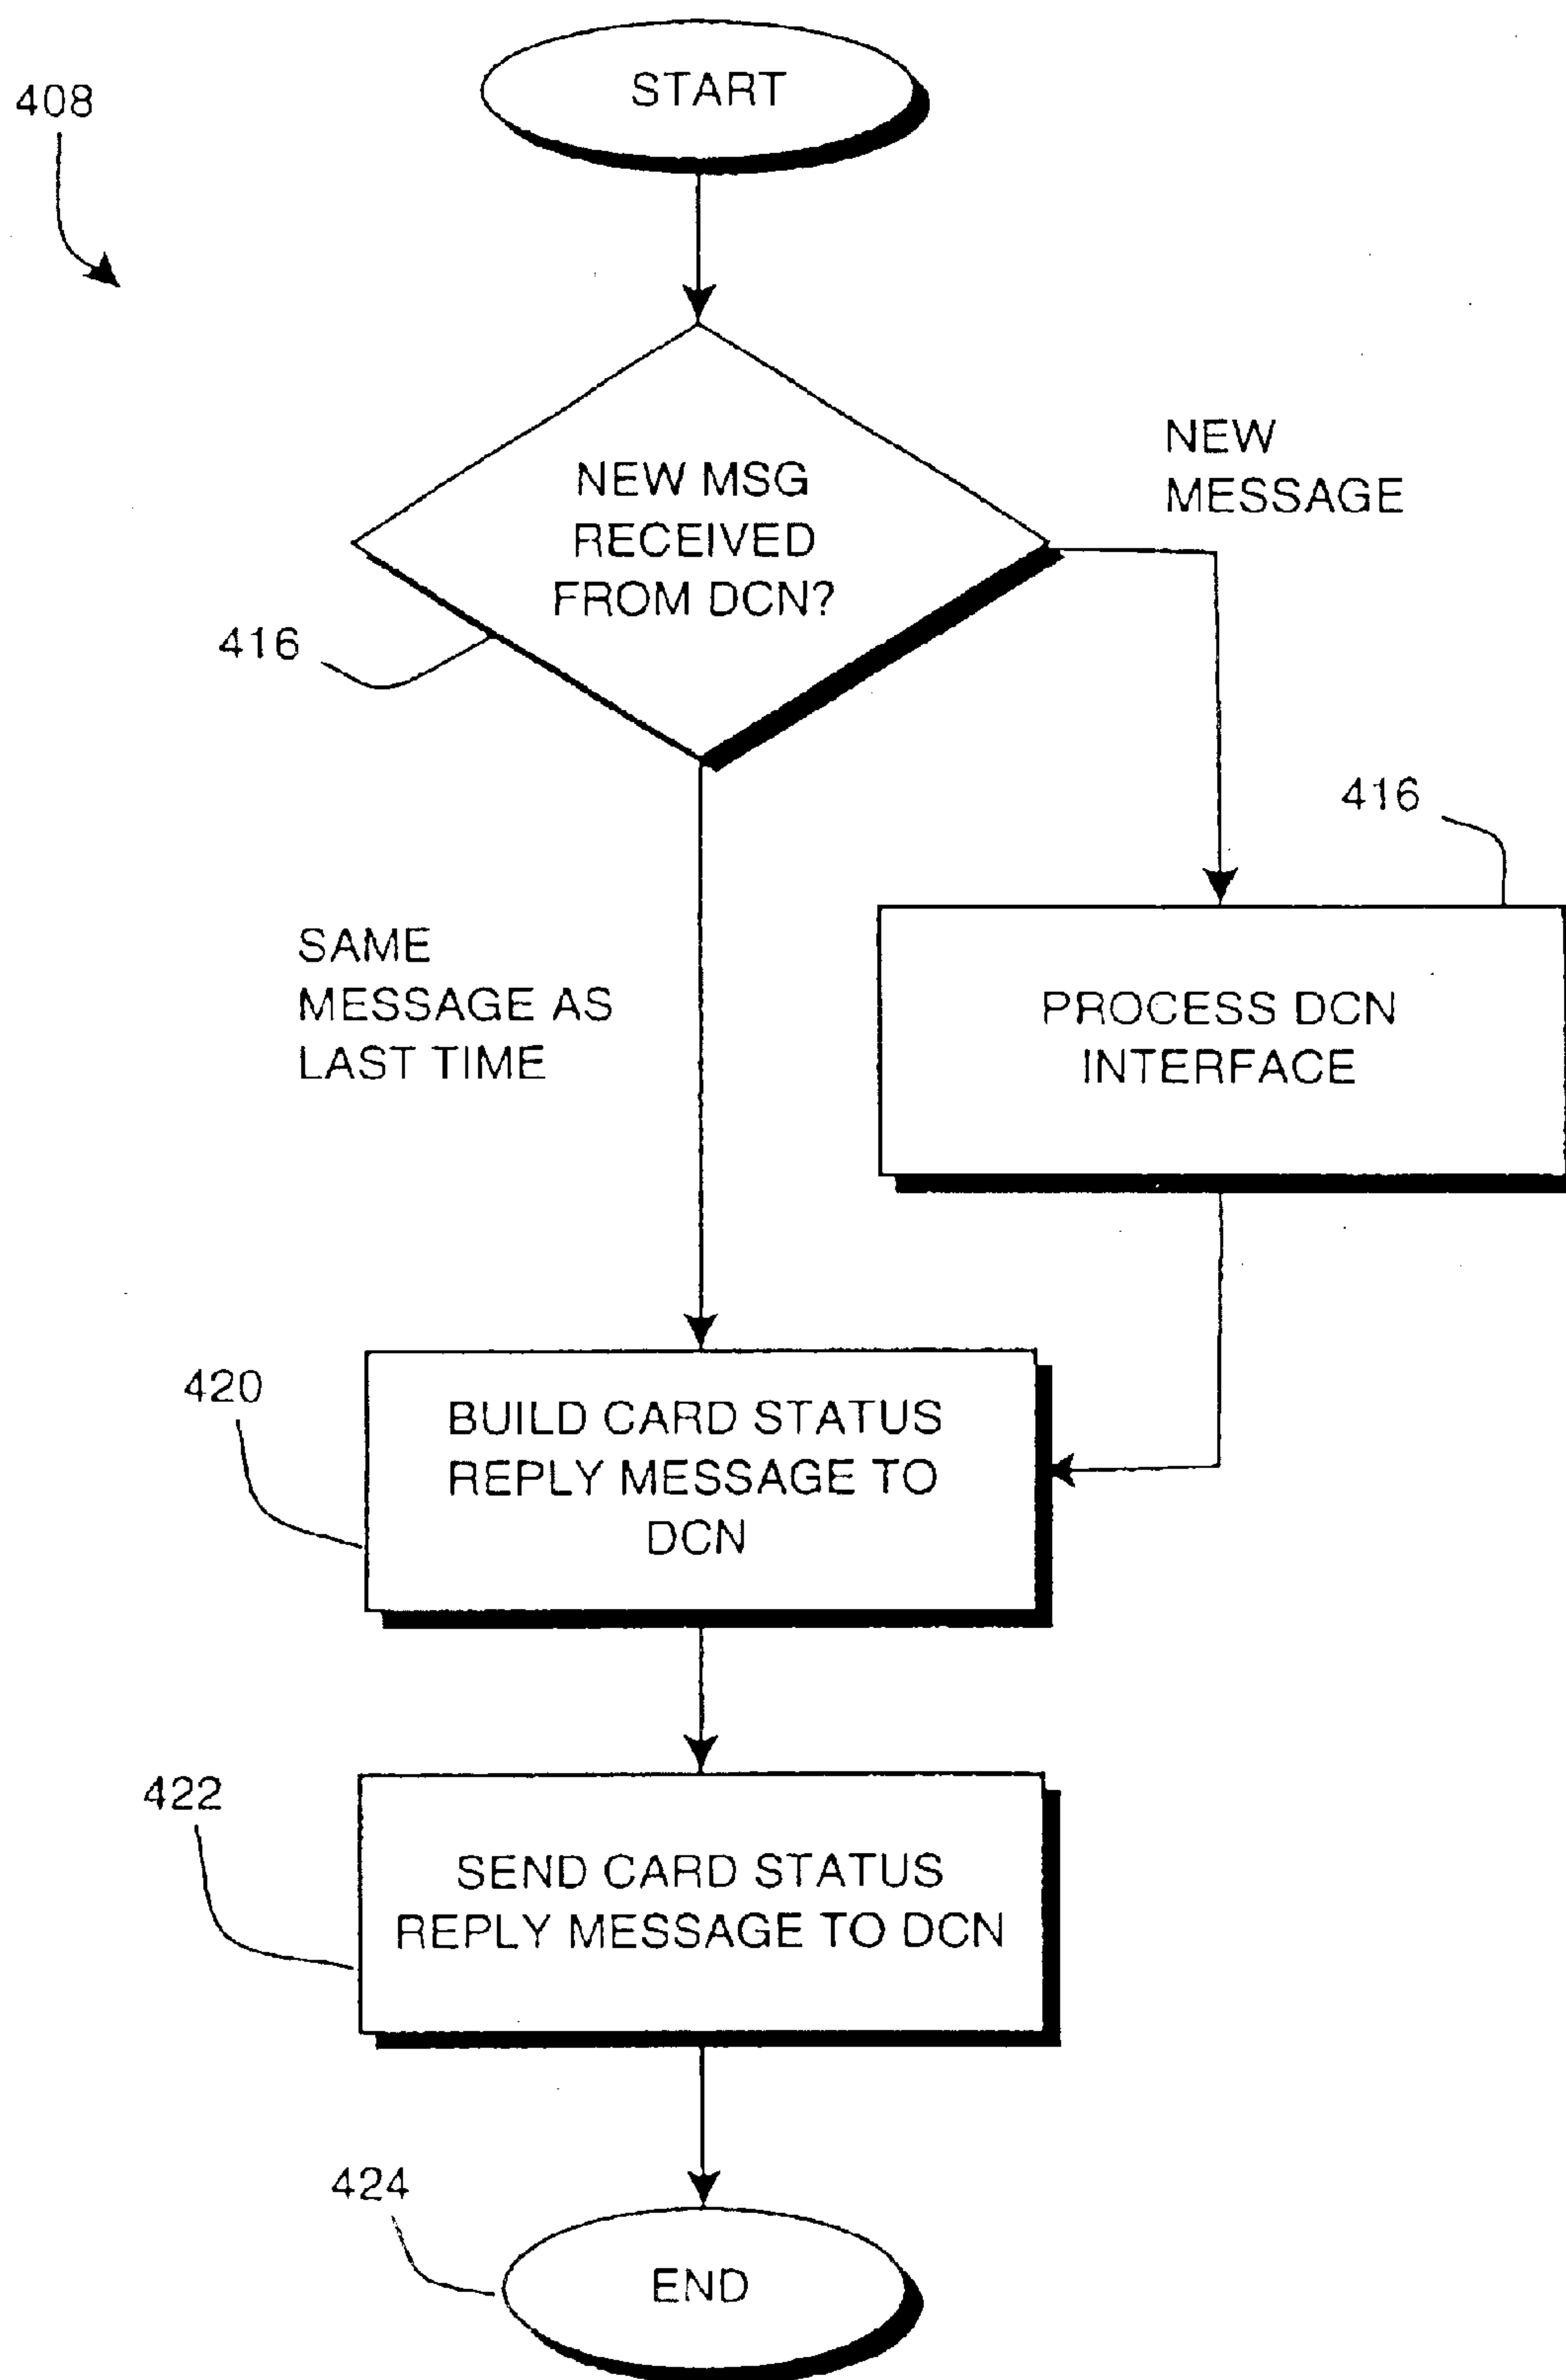 START
408
NEW MSG
RECEIVED
FROM DCN?
NEW
MESSAGE
416
416
SAME
MESSAGE AS
LAST TIME
PROCESS DCN
INTERFACE
420
BUILD CARD STATUS
REPLY MESSAGE TO
DCN
422
SEND CARD STATUS
REPLY MESSAGE TO DCN
424
END